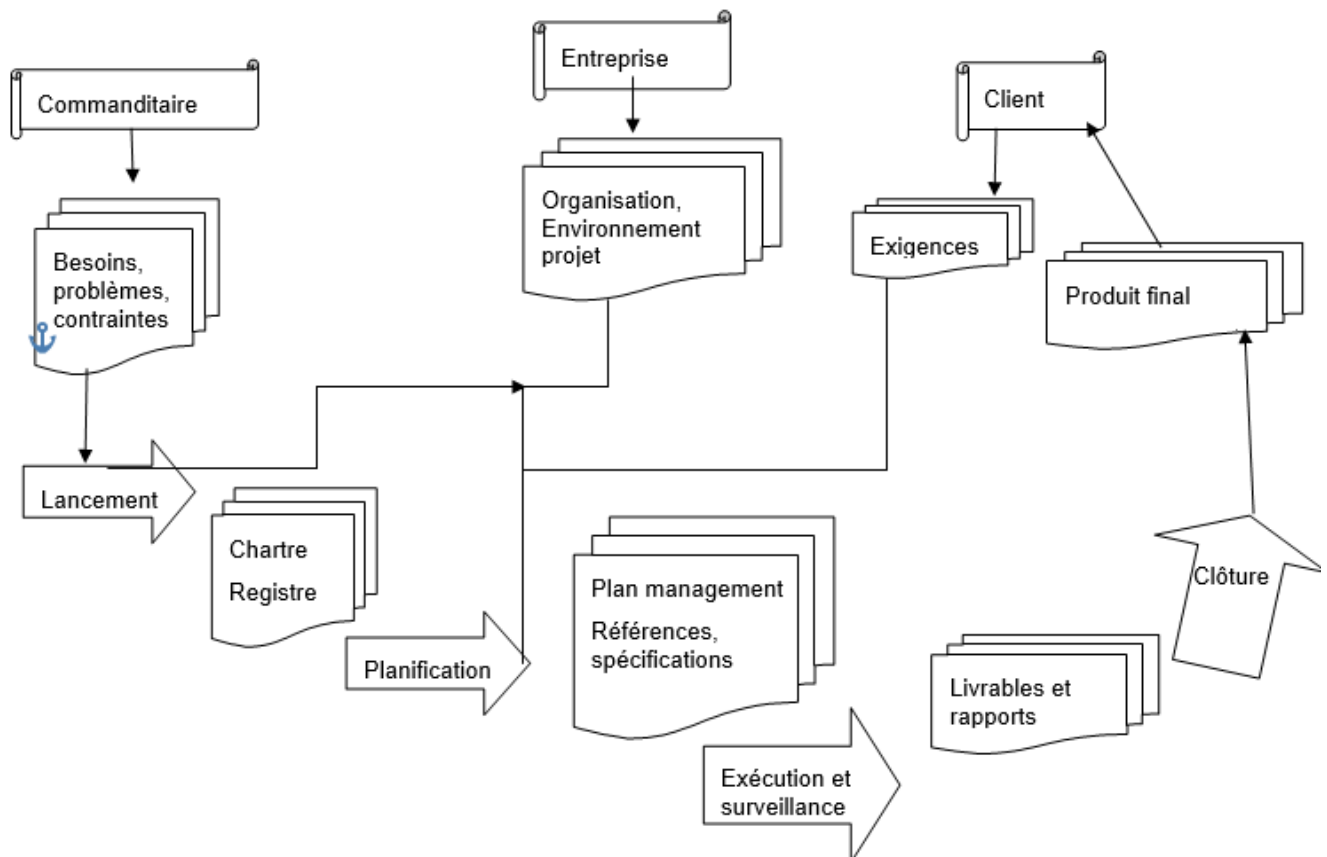 Entreprise
Commanditaire
Client
Organisation,
Environnement
projet
Exigences
Besoins,
problèmes,
contraintes
Produit final
Lancement
Chartre
Registre
Plan management
Références,
spécifications
Clôture
Planification
Livrables et
rapports
Exécution et
surveillance